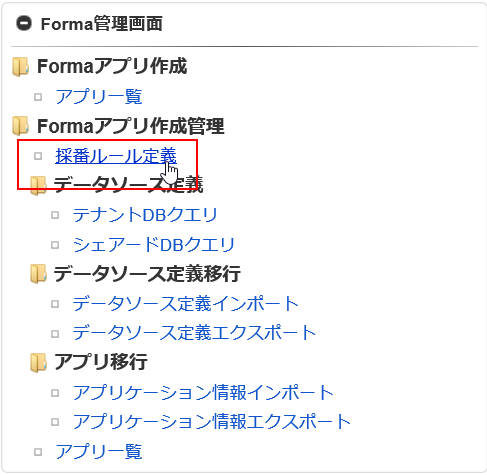 Forma管理画面
Formaアプリ作成
アプリ一覧
Formaアプリ作成管理
採番ルール定義
データソース定義
テナントDBクエリ
シェアードDBクエリ
データソース定義移行
データソース定義インポート
データソース定義エクスポート
アプリ移行
アプリケーション情報インポート
アプリケーション情報エクスポート
アプリ一覧